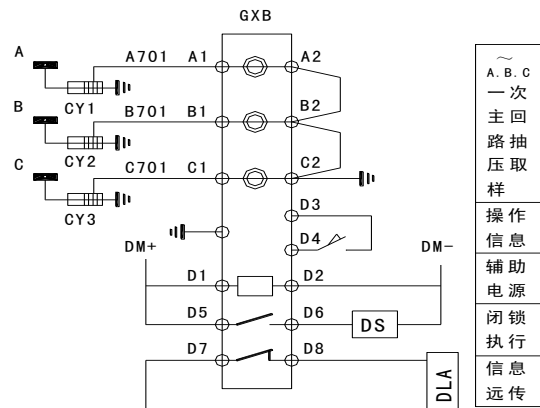 GXB
A
A701 A1 A2
CY1
B
B701 B1 B2
CY2
C
C701 C1 C2
CY3
D3
D4
DM+ DM-
D1 D2
D5 D6
DS
D7 D8
DLA
~
A.B.C
一次
主回
路抽
压取
样
操作
信息
辅助
电源
闭锁
执行
信息
远传